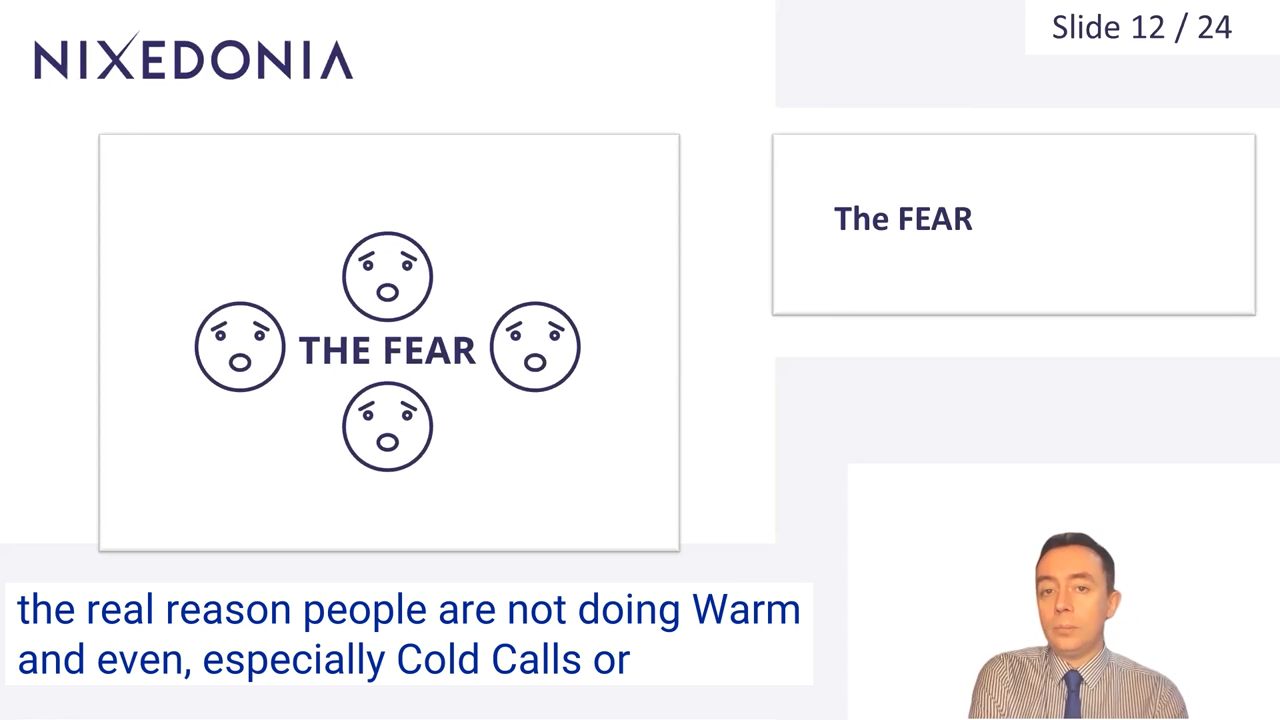 NIXEDONIA
Slide 12 / 24
THE FEAR
The FEAR
the real reason people are not doing Warm
and even, especially Cold Calls or